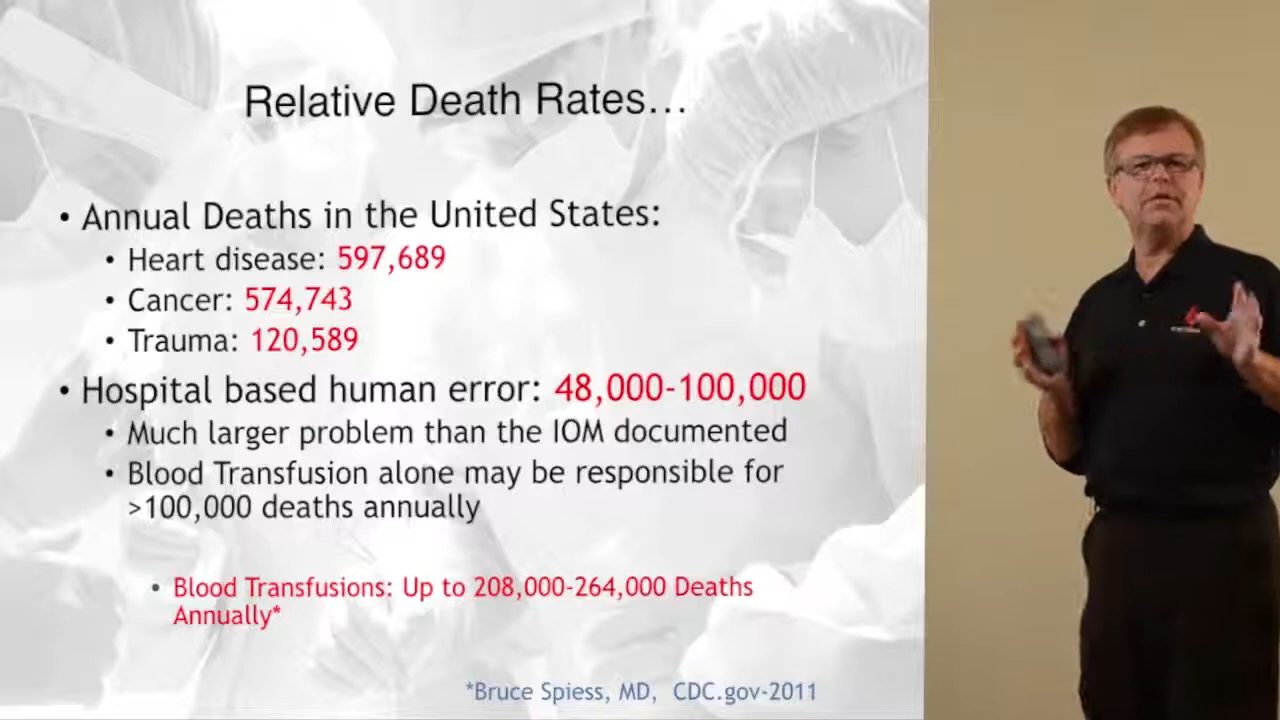 Relative Death Rates...
• Annual Deaths in the United States:
• Heart disease: 597,689
• Cancer: 574,743
• Trauma: 120,589
• Hospital based human error: 48,000-100,000
• Much larger problem than the IOM documented
• Blood Transfusion alone may be responsible for
>100,000 deaths annually
• Blood Transfusions: Up to 208,000-264,000 Deaths
Annually*
*Bruce Spiess, MD, CDC.gov-2011